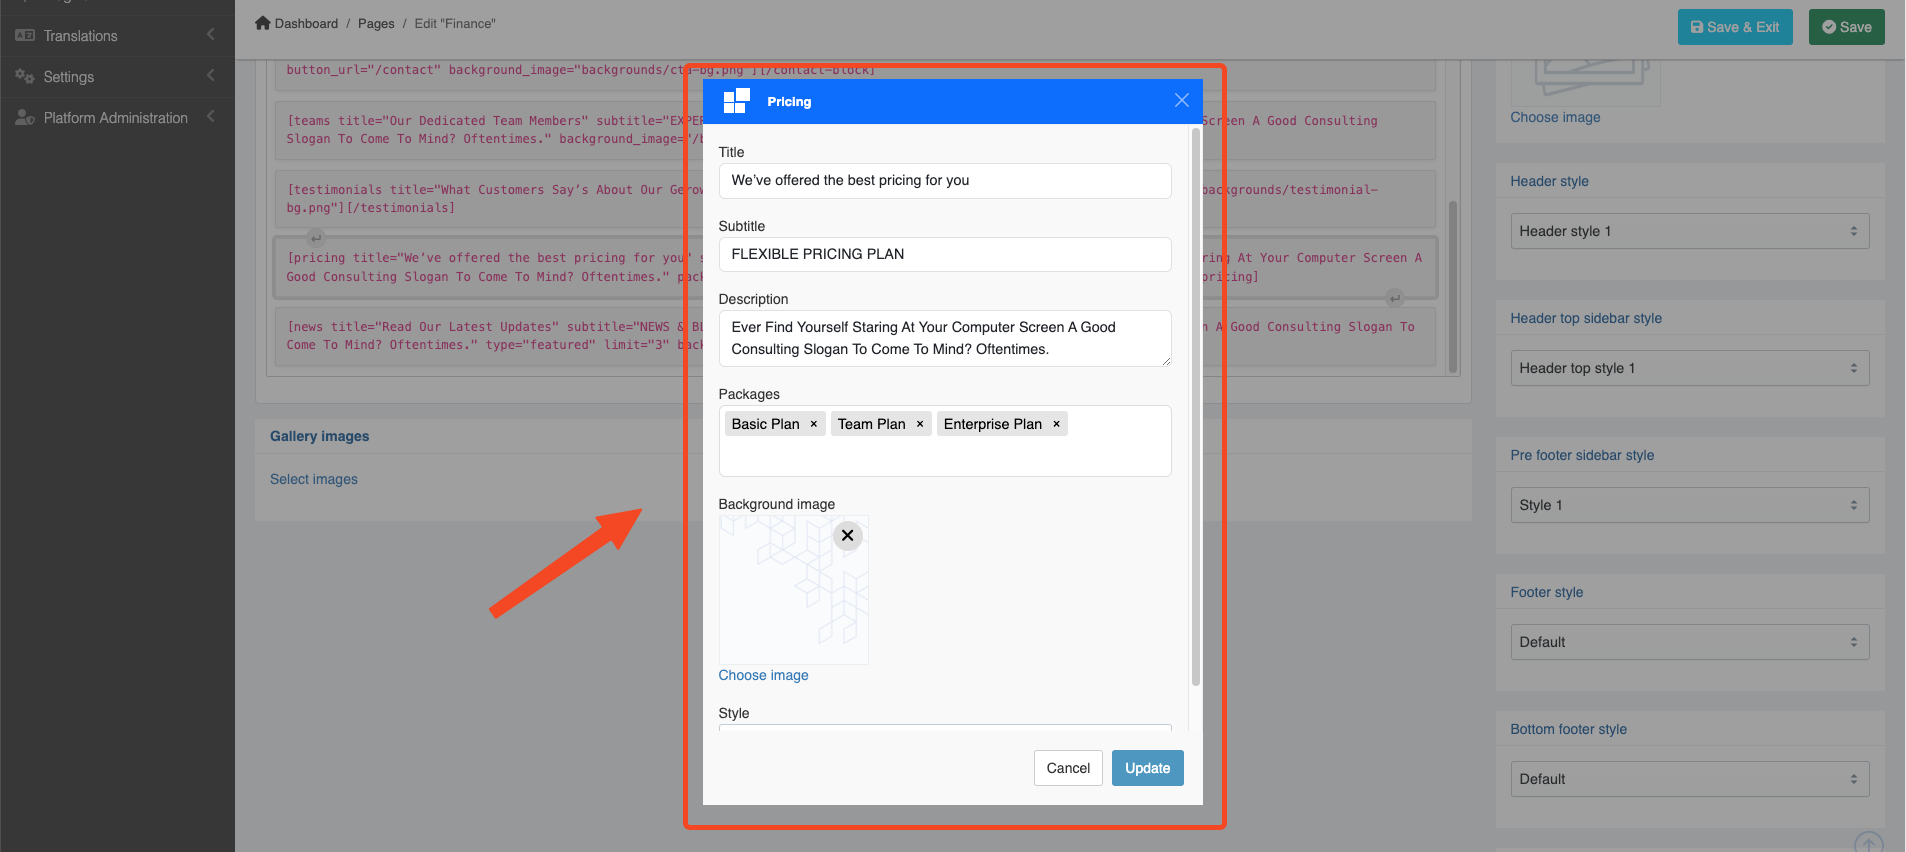 Translations
Settings
Platform Administration
Dashboard / Pages / Edit "Finance"
Save & Exit
Save
button_url="/contact" background_image="backgrounds/cta-bg.png"][/contact-block]
[teams title="Our Dedicated Team Members" subtitle="EXPE
Screen A Good Consulting
Slogan To Come To Mind? Oftentimes." background_image="/b
[testimonials title="What Customers Say’s About Our Gerow
backgrounds/testimonial-
bg.png"][/testimonials]
[pricing title="We’ve offered the best pricing for you" s
ring At Your Computer Screen A
Good Consulting Slogan To Come To Mind? Oftentimes." pack
pricing]
[news title="Read Our Latest Updates" subtitle="NEWS & BL
n A Good Consulting Slogan To
Come To Mind? Oftentimes." type="featured" limit="3" bac
Gallery images
Select images
Pricing
Title
We’ve offered the best pricing for you
Subtitle
FLEXIBLE PRICING PLAN
Description
Ever Find Yourself Staring At Your Computer Screen A Good
Consulting Slogan To Come To Mind? Oftentimes.
Packages
Basic Plan × Team Plan × Enterprise Plan ×
Background image
Choose image
Style
Cancel
Update
Choose image
Header style
Header style 1
Header top sidebar style
Header top style 1
Pre footer sidebar style
Style 1
Footer style
Default
Bottom footer style
Default